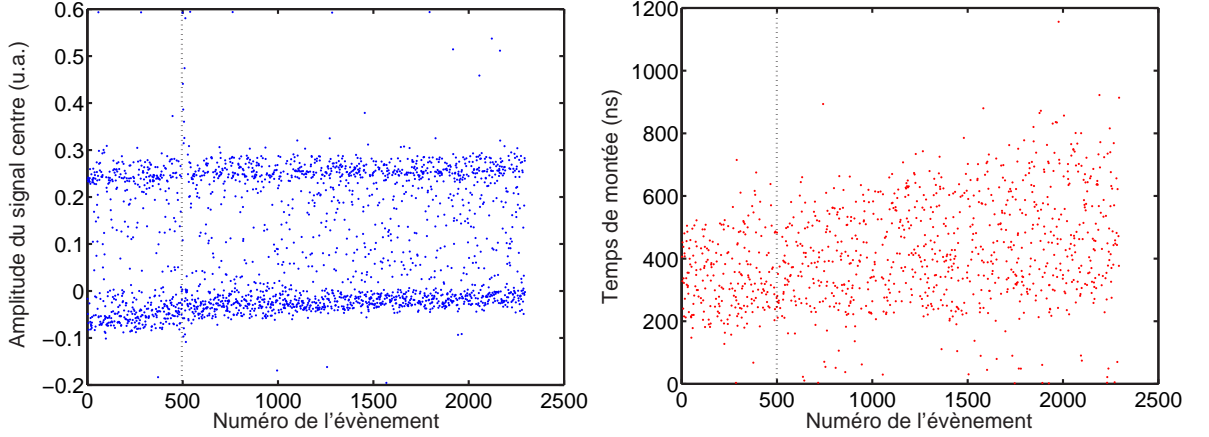 Amplitude du signal centre (u.a.)
0.6
0.5
0.4
0.3
0.2
0.1
0
−0.1
−0.2
0 500 1000 1500 2000 2500
Numéro de l'évènement
Temps de montée (ns)
1200
1000
800
600
400
200
0
0 500 1000 1500 2000 2500
Numéro de l'évènement